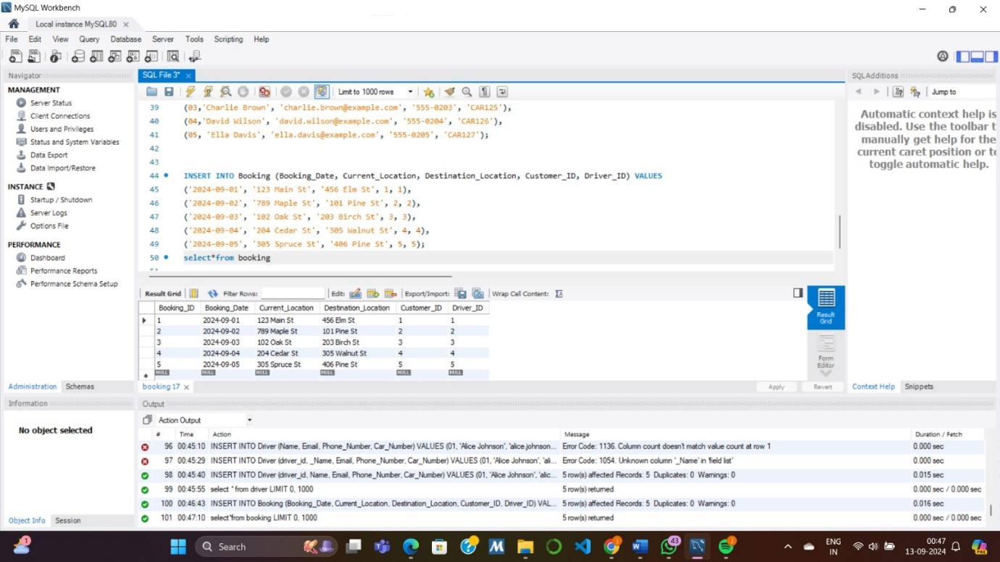 MySQL Workbench
Local instance MySQL80
File Edit View Query Database Server Tools Scripting Help
Navigator
MANAGEMENT
Server Status
Client Connections
Users and Privileges
Status and System Variables
Data Export
Data Import/Restore
INSTANCE
Startup / Shutdown
Server Logs
Options File
PERFORMANCE
Dashboard
Performance Reports
Performance Schema Setup
Administration Schemas
Information
No object selected
Object Info Session
SQL File 3*
Limit to 1000 rows
39 (03,'Charlie Brown', 'charlie.brown@example.com', '555-0203', 'CAR125'),
40 (04,'David Wilson', 'david.wilson@example.com', '555-0204', 'CAR126'),
41 (05, 'Ella Davis', 'ella.davis@example.com', '555-0205', 'CAR127');
42
43
44 INSERT INTO Booking (Booking_Date, Current_Location, Destination_Location, Customer_ID, Driver_ID) VALUES
45 ('2024-09-01', '123 Main St', '456 Elm St', 1, 1),
46 ('2024-09-02', '789 Maple St', '101 Pine St', 2, 2),
47 ('2024-09-03', '102 Oak St', '203 Birch St', 3, 3),
48 ('2024-09-04', '204 Cedar St', '305 Walnut St', 4, 4),
49 ('2024-09-05', '305 Spruce St', '406 Pine St', 5, 5);
50 select*from booking
Result Grid Filter Rows: Edit: Export/Import: Wrap Cell Content:
Booking_ID Booking_Date Current_Location Destination_Location Customer_ID Driver_ID
1 2024-09-01 123 Main St 456 Elm St 1 1
2 2024-09-02 789 Maple St 101 Pine St 2 2
3 2024-09-03 102 Oak St 203 Birch St 3 3
4 2024-09-04 204 Cedar St 305 Walnut St 4 4
5 2024-09-05 305 Spruce St 406 Pine St 5 5
NULL NULL NULL NULL NULL NULL
Result Grid
Form Editor
booking 17 Apply Revert
SQLAdditions
Jump to
Automatic context help is
disabled. Use the toolbar t
manually get help for the
current caret position or to
toggle automatic help.
Context Help Snippets
Output
Action Output
# Time Action Message Duration / Fetch
96 00:45:10 INSERT INTO Driver (Name, Email, Phone_Number, Car_Number) VALUES (01, 'Alice Johnson', 'alice.johnson... Error Code: 1136. Column count doesn't match value count at row 1 0.000 sec
97 00:45:29 INSERT INTO Driver (driver_id, _Name, Email, Phone_Number, Car_Number) VALUES (01, 'Alice Johnson', 'ali... Error Code: 1054. Unknown column '_Name' in 'field list' 0.000 sec
98 00:45:40 INSERT INTO Driver (driver_id, Name, Email, Phone_Number, Car_Number) VALUES (01, 'Alice Johnson', 'alic... 5 row(s) affected Records: 5 Duplicates: 0 Warnings: 0 0.015 sec
99 00:45:55 select * from driver LIMIT 0, 1000 5 row(s) returned 0.000 sec / 0.000 sec
100 00:46:43 INSERT INTO Booking (Booking_Date, Current_Location, Destination_Location, Customer_ID, Driver_ID) VAL... 5 row(s) affected Records: 5 Duplicates: 0 Warnings: 0 0.016 sec
101 00:47:10 select*from booking LIMIT 0, 1000 5 row(s) returned 0.000 sec / 0.000 sec
1 Search 43 ENG IN 00:47 13-09-2024